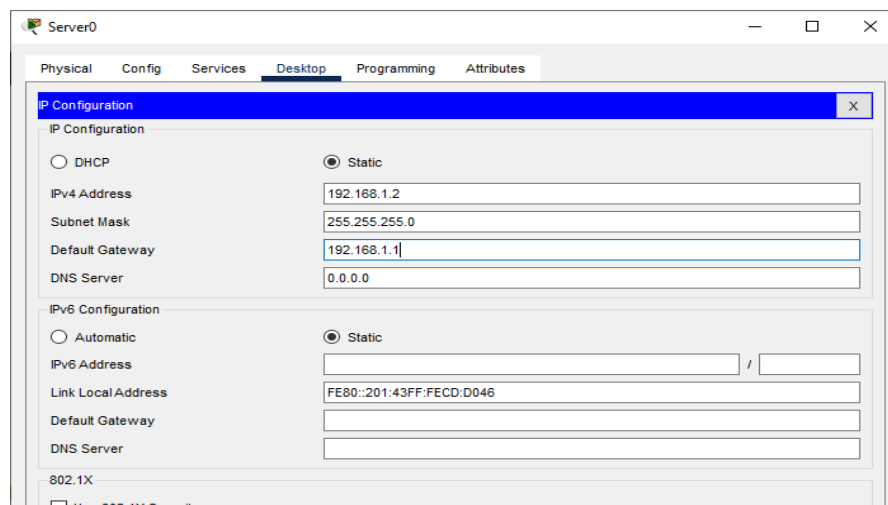 Server0
Physical Config Services Desktop Programming Attributes
IP Configuration X
IP Configuration
DHCP Static
IPv4 Address 192.168.1.2
Subnet Mask 255.255.255.0
Default Gateway 192.168.1.1
DNS Server 0.0.0.0
IPv6 Configuration
Automatic Static
IPv6 Address /
Link Local Address FE80::201:43FF:FECD:D046
Default Gateway
DNS Server
802.1X